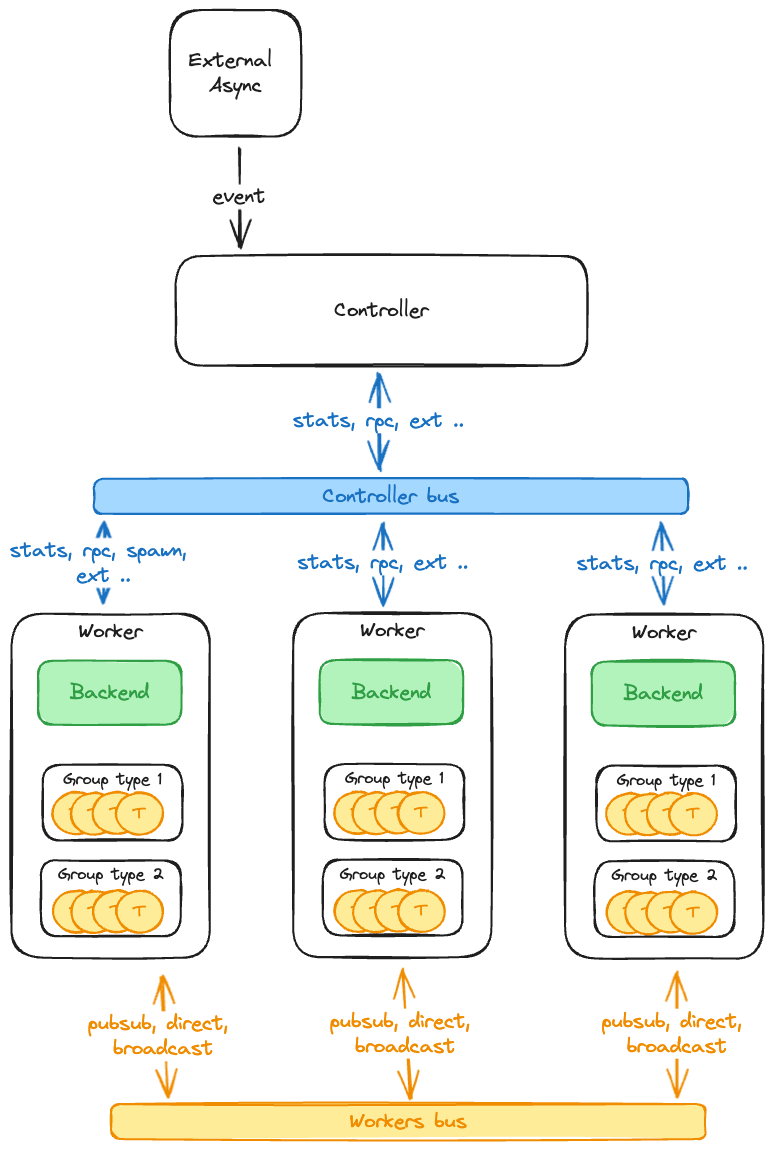 External
Async
event
Controller
stats, rpc, ext ..
Controller bus
stats, rpc, spawn,
ext ..
stats, rpc, ext ..
stats, rpc, ext ..
Worker
Backend
Group type 1
T
Group type 2
T
Worker
Backend
Group type 1
T
Group type 2
T
Worker
Backend
Group type 1
T
Group type 2
T
pubsub, direct,
broadcast
pubsub, direct,
broadcast
pubsub, direct,
broadcast
Workers bus